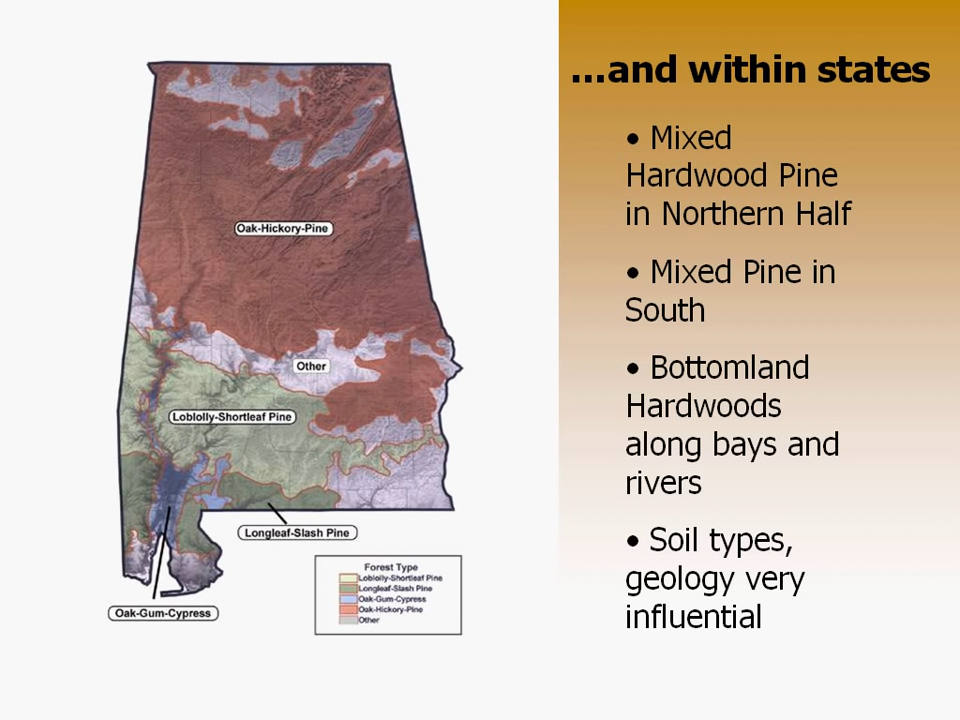 ...and within states
• Mixed
Hardwood Pine
in Northern Half
• Mixed Pine in
South
• Bottomland
Hardwoods
along bays and
rivers
• Soil types,
geology very
influential
Oak-Hickory-Pine
Other
Loblolly-Shortleaf Pine
Longleaf-Slash Pine
Oak-Gum-Cypress
Forest Type
Loblolly-Shortleaf Pine
Longleaf-Slash Pine
Oak-Gum-Cypress
Oak-Hickory-Pine
Other